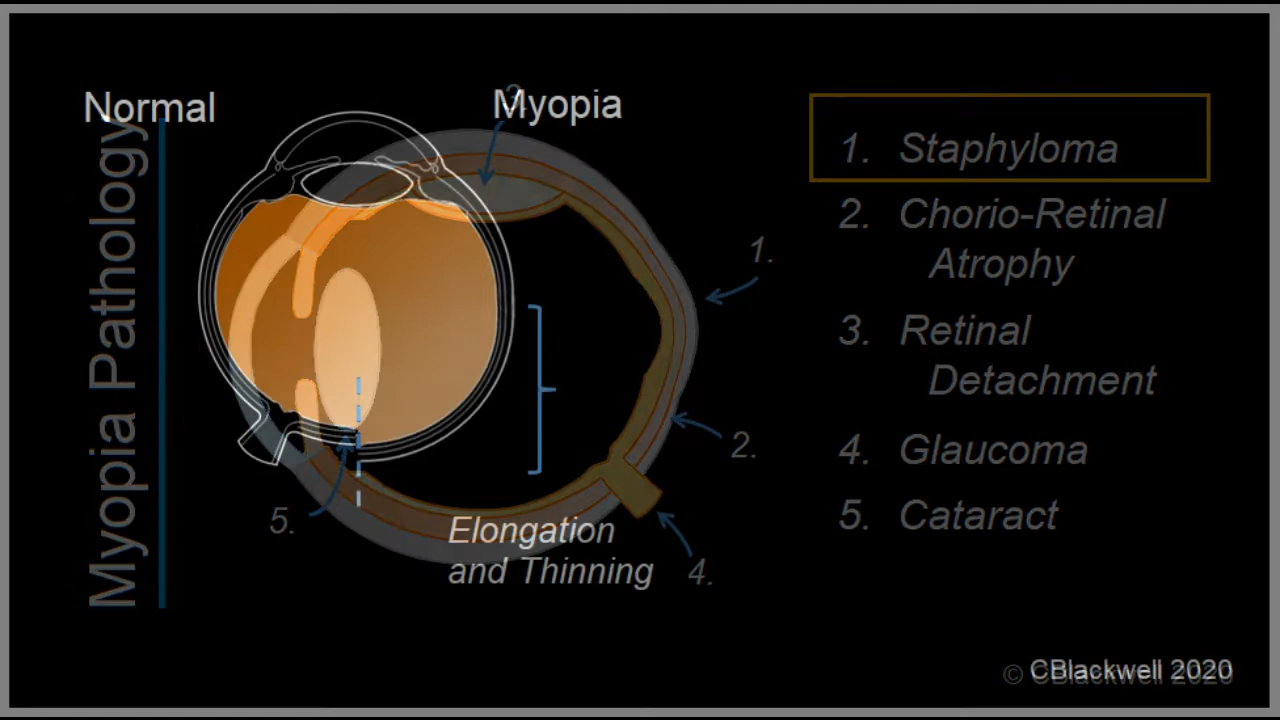 Normal
Myopia
Myopia Pathology
3.
1. Staphyloma
2. Chorio-Retinal
Atrophy
3. Retinal
Detachment
4. Glaucoma
5. Cataract
1.
2.
5.
4.
Elongation
and Thinning
© CBlackwell 2020